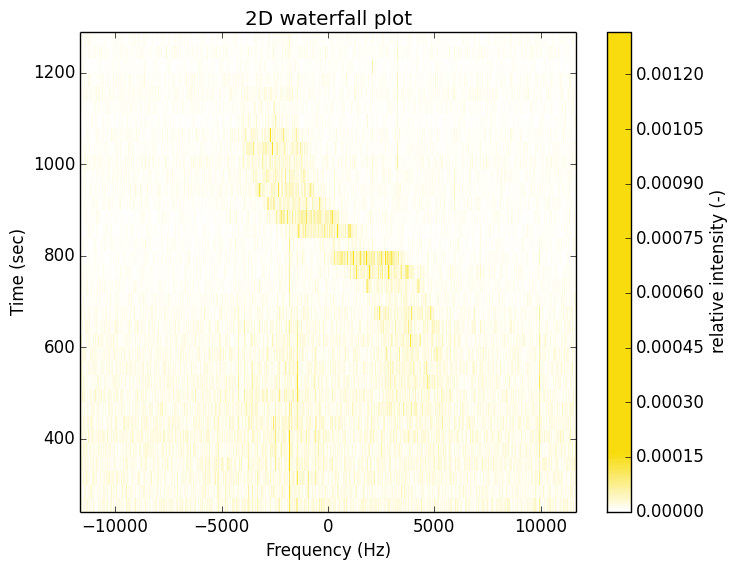 2D waterfall plot
1200
1000
800
600
400
Time (sec)
−10000 −5000 0 5000 10000
Frequency (Hz)
0.00120
0.00105
0.00090
0.00075
0.00060
0.00045
0.00030
0.00015
0.00000
relative intensity (-)